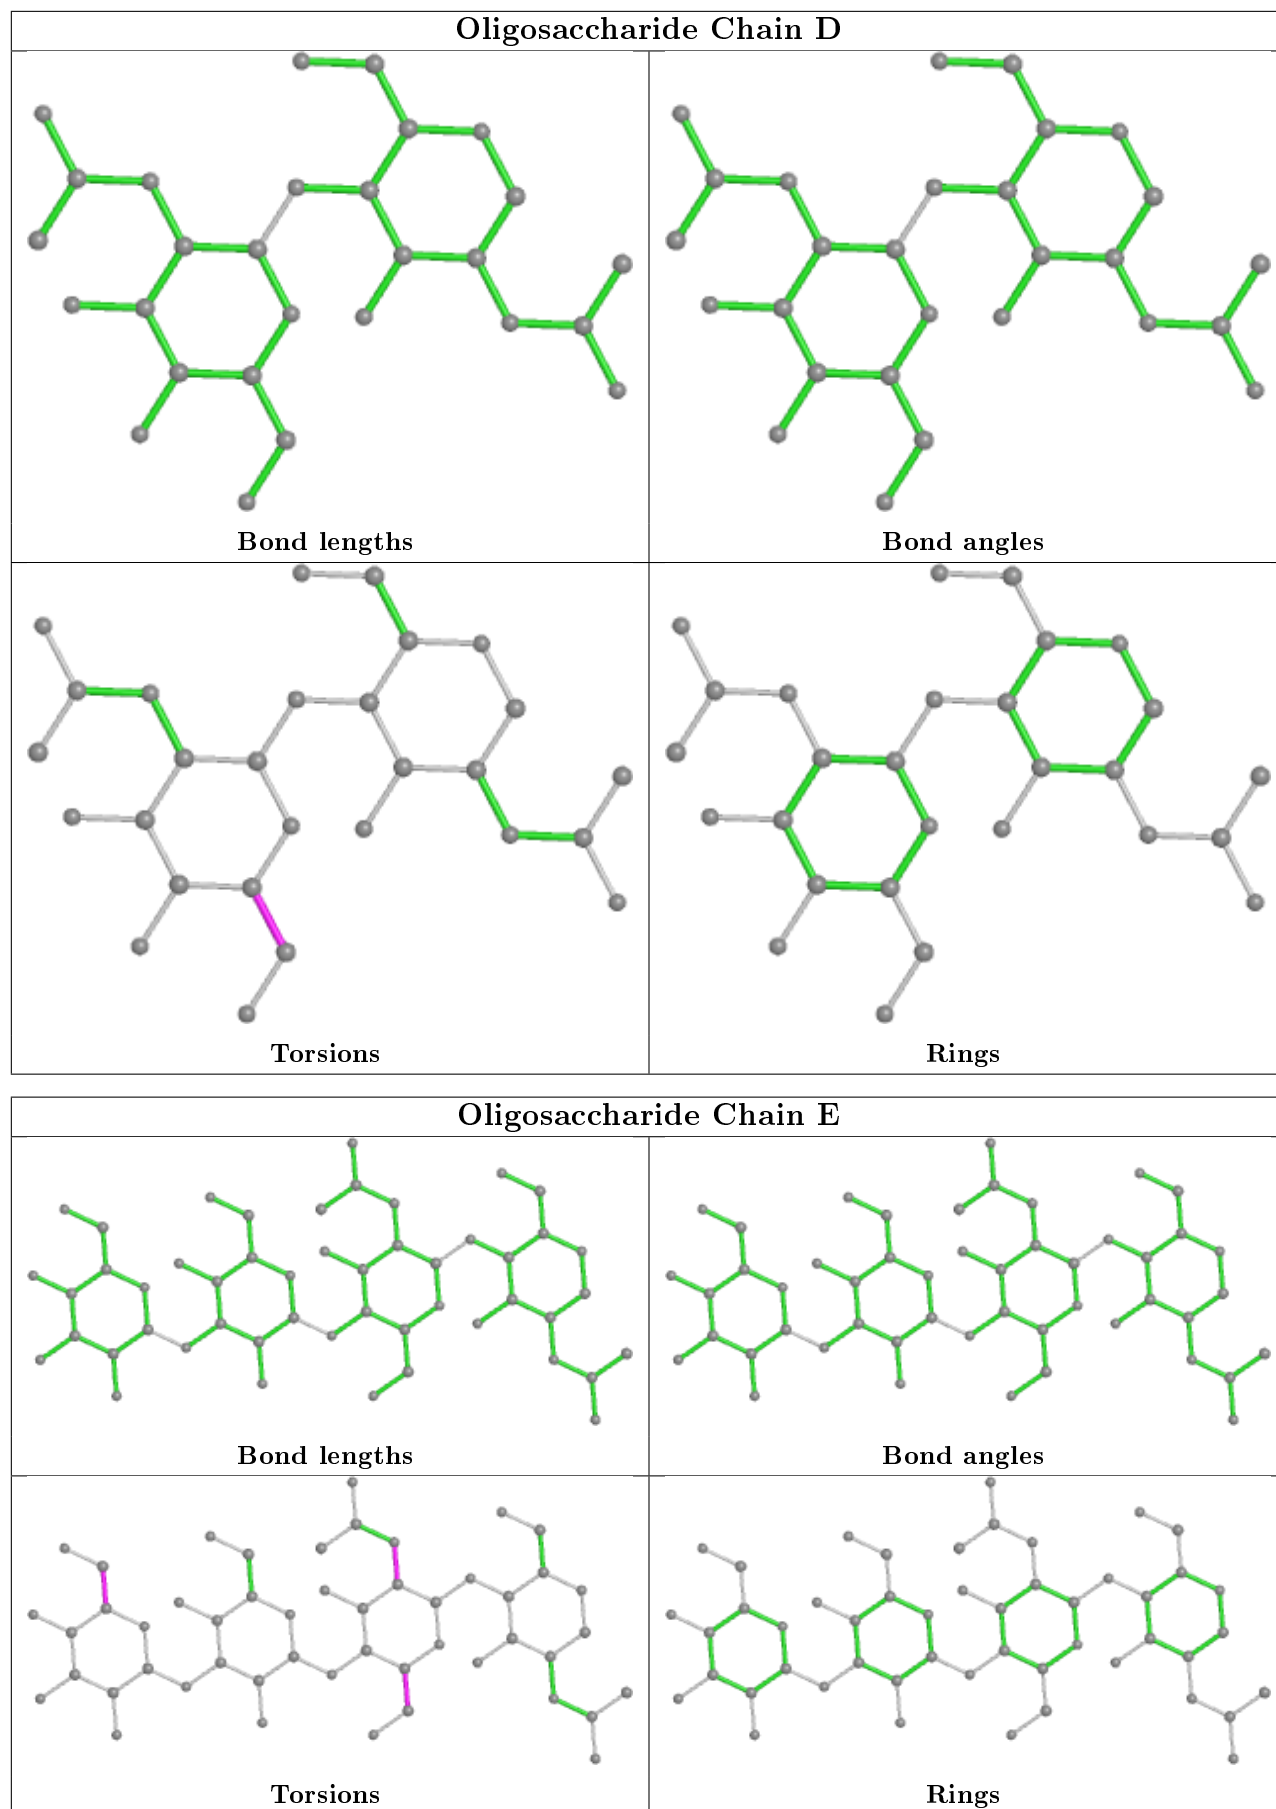 Oligosaccharide Chain D
Bond lengths
Bond angles
Torsions
Rings
Oligosaccharide Chain E
Bond lengths
Bond angles
Torsions
Rings